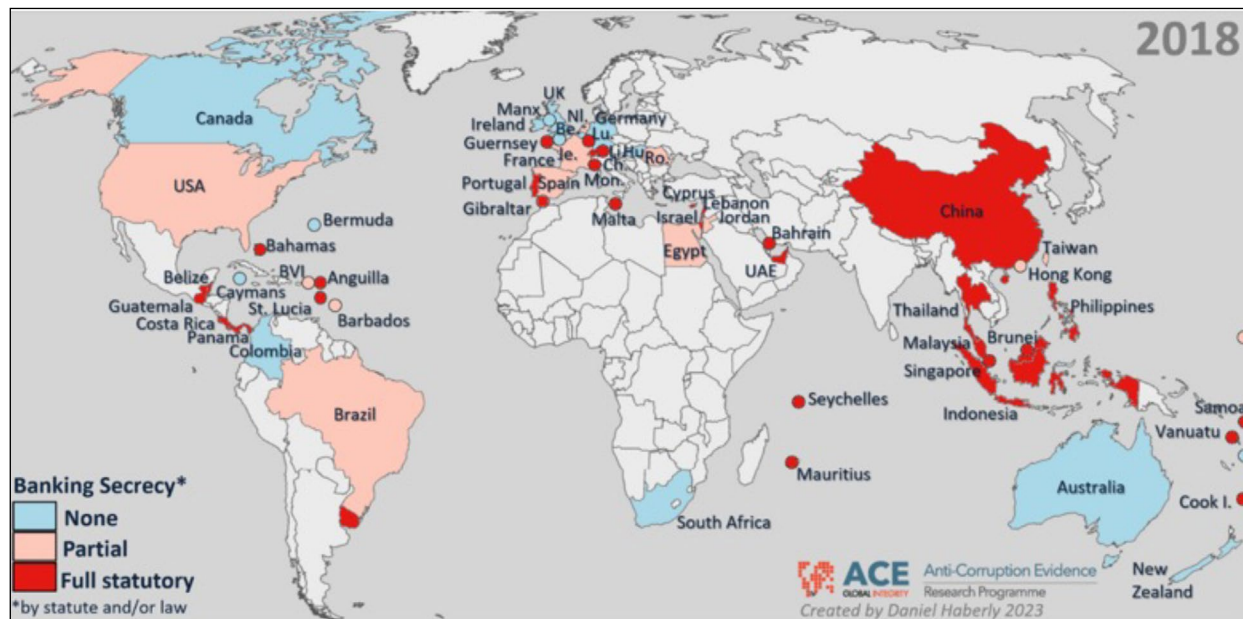 2018
Canada
USA
Bermuda
Bahamas
Belize
BVI
Anguilla
Caymans
Guatemala
St. Lucia
Barbados
Costa Rica
Panama
Colombia
Brazil
UK
Manx
Nl.
Germany
Ireland
Be.
Lu.
Guernsey
Li
Hu
Je.
Ro.
France
Ch.
Portugal
Spain
Mon.
Gibraltar
Malta
Cyprus
Lebanon
Israel
Jordan
Egypt
Bahrain
UAE
China
Taiwan
Hong Kong
Thailand
Philippines
Malaysia
Brunei
Singapore
Indonesia
Seychelles
Mauritius
South Africa
Samoa
Vanuatu
Cook I.
Australia
New
Zealand
Banking Secrecy*
None
Partial
Full statutory
*by statute and/or law
ACE
GLOBAL INTEGRITY
Anti-Corruption Evidence
Research Programme
Created by Daniel Haberly 2023